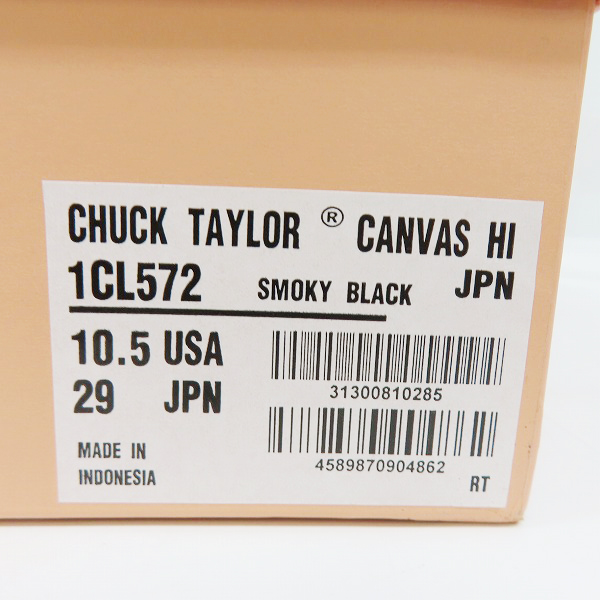 CHUCK TAYLOR ® CANVAS HI
1CL572 SMOKY BLACK JPN
10.5 USA
29 JPN
31300810285
4589870904862
MADE IN
INDONESIA
RT